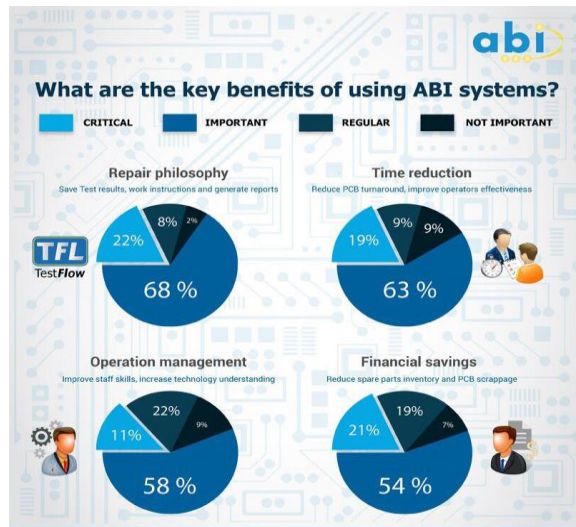 abi
What are the key benefits of using ABI systems?
CRITICAL IMPORTANT REGULAR NOT IMPORTANT
Repair philosophy
Save Test results, work instructions and generate reports
22%
8%
2%
68 %
TFL
TestFlow
Time reduction
Reduce PCB turnaround, improve operators effectiveness
19%
9%
9%
63 %
Operation management
Improve staff skills, increase technology understanding
11%
22%
9%
58 %
Financial savings
Reduce spare parts inventory and PCB scrappage
21%
19%
7%
54 %